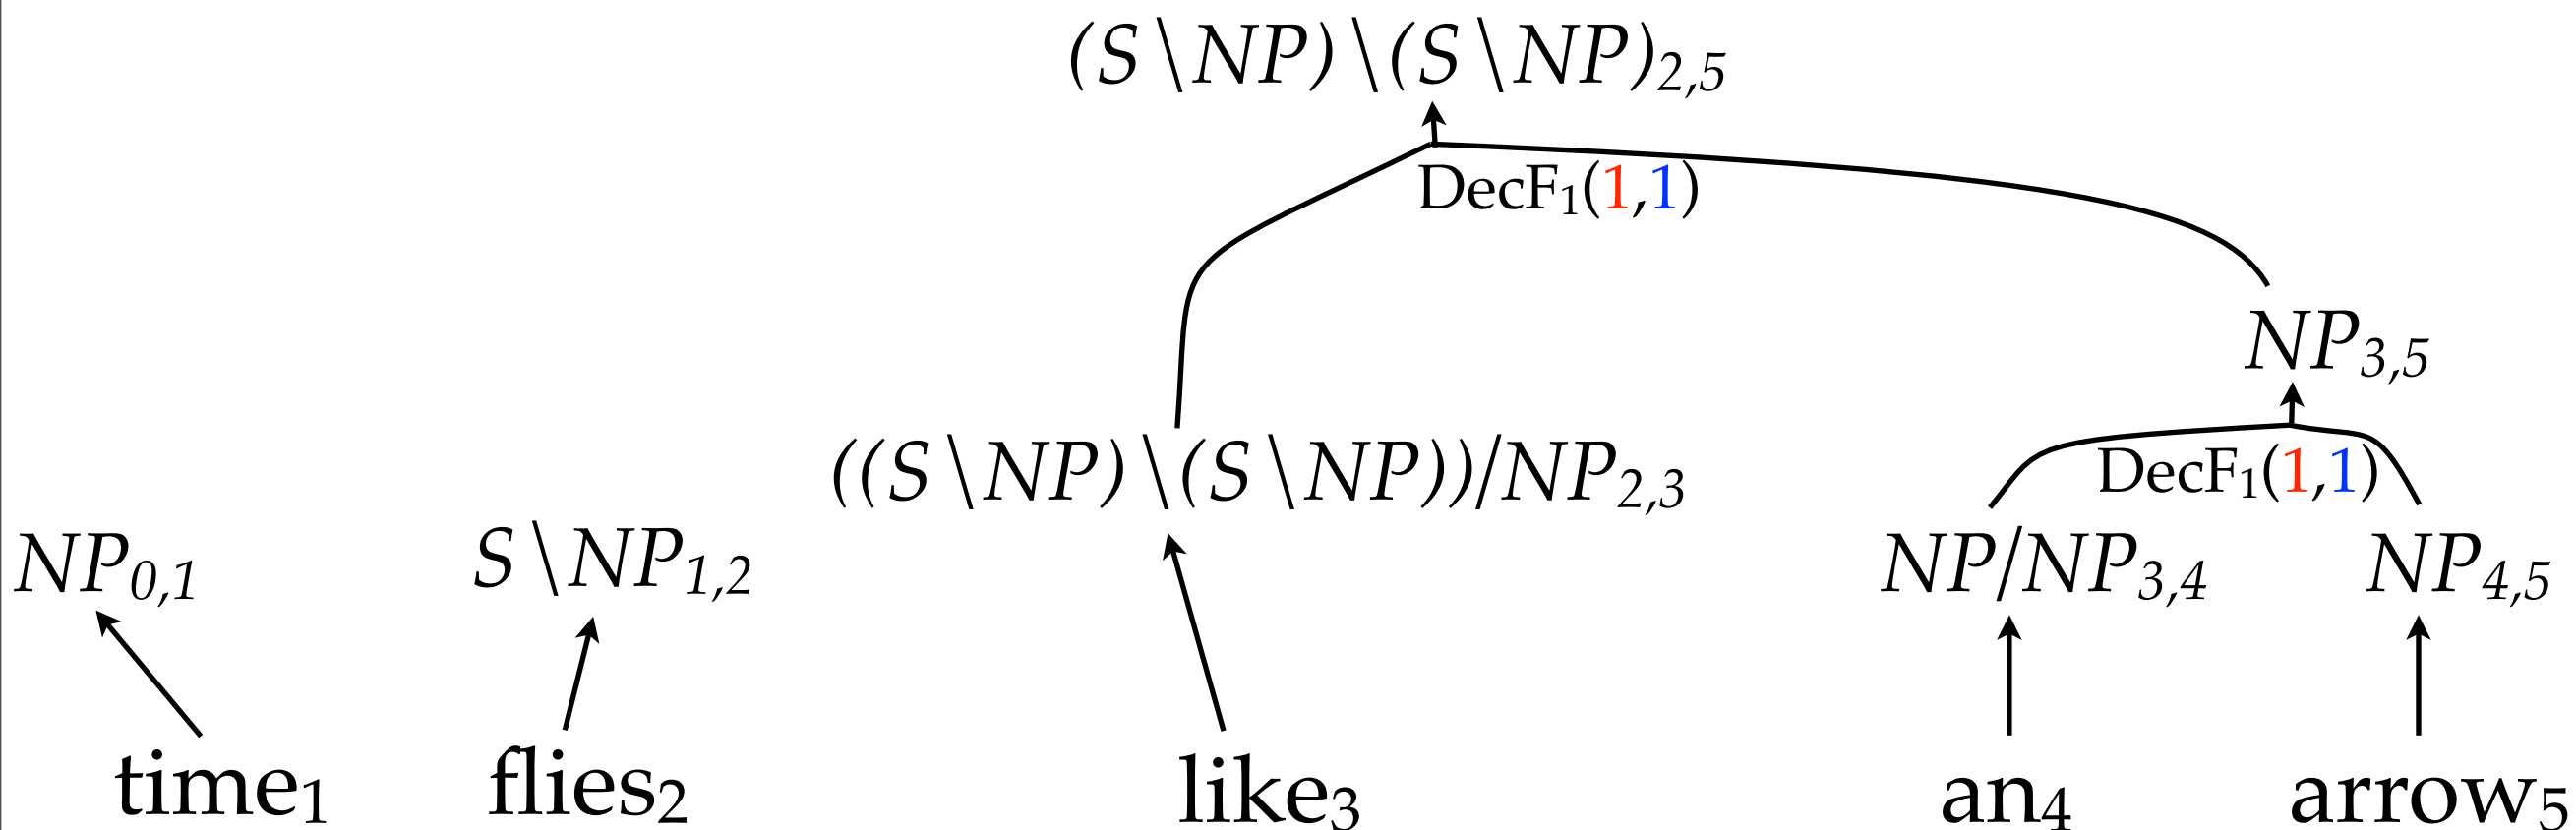 (S\NP)\(S\NP)2,5
DecF1(1,1)
NP3,5
((S\NP)\(S\NP))/NP2,3
DecF1(1,1)
NP0,1 S\NP1,2 NP/NP3,4 NP4,5
time1 flies2 like3 an4 arrow5